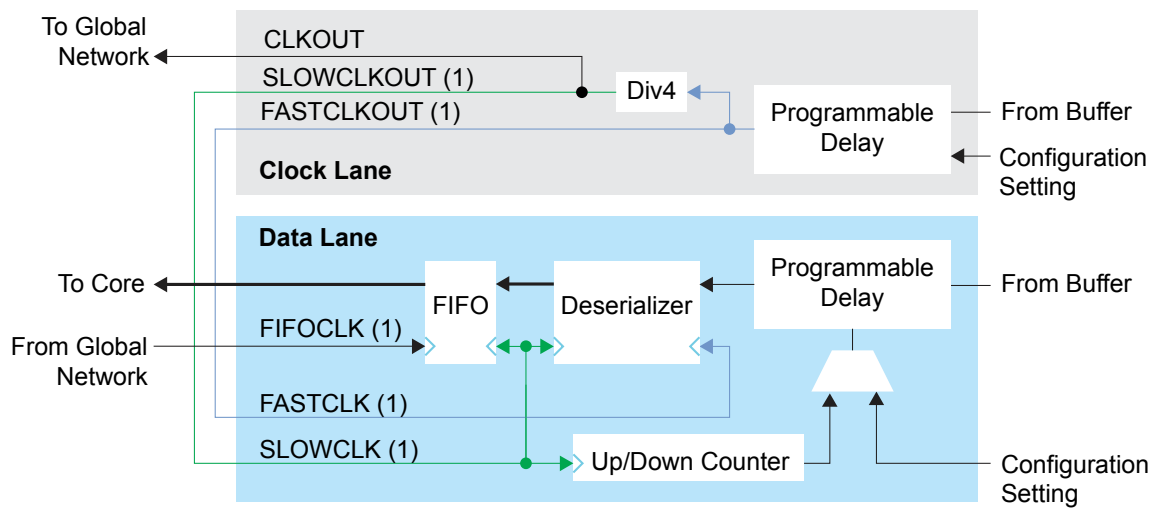 To Global
Network
CLKOUT
SLOWCLKOUT (1)
FASTCLKOUT (1)
Div4
Programmable
Delay
From Buffer
Configuration
Setting
Clock Lane
Data Lane
To Core
FIFO
Deserializer
Programmable
Delay
From Buffer
FIFOCLK (1)
From Global
Network
FASTCLK (1)
SLOWCLK (1)
Up/Down Counter
Configuration
Setting